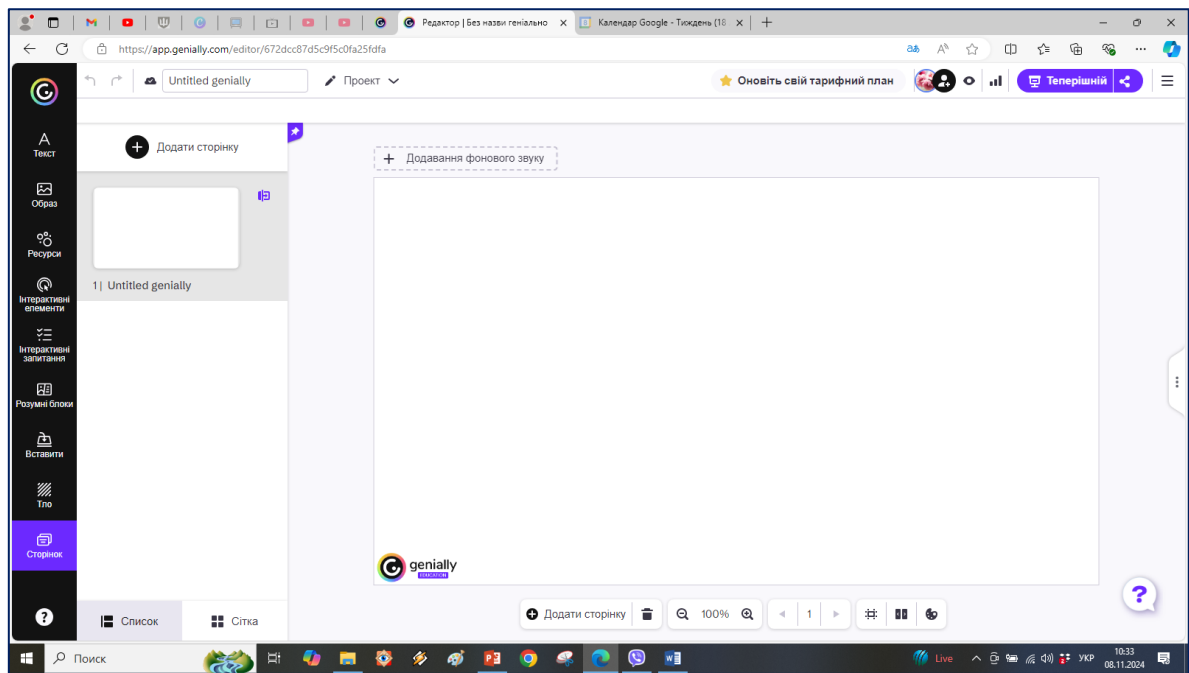 Редактор | Без назви геніально
Календар Google - Тиждень (18
https://app.genially.com/editor/672dcc87d5c9f5c0fa25fdfa
Untitled genially
Проект
Оновіть свій тарифний план
Теперішній
Текст
Образ
Ресурси
Інтерактивні
елементи
Інтерактивні
запитання
Розумні блоки
Вставити
Тло
Сторінок
Додати сторінку
1| Untitled genially
Список
Сітка
+ Додавання фонового звуку
genially
EDUCATION
Додати сторінку
100%
1
?
?
Поиск
Live
УКР
10:33
08.11.2024